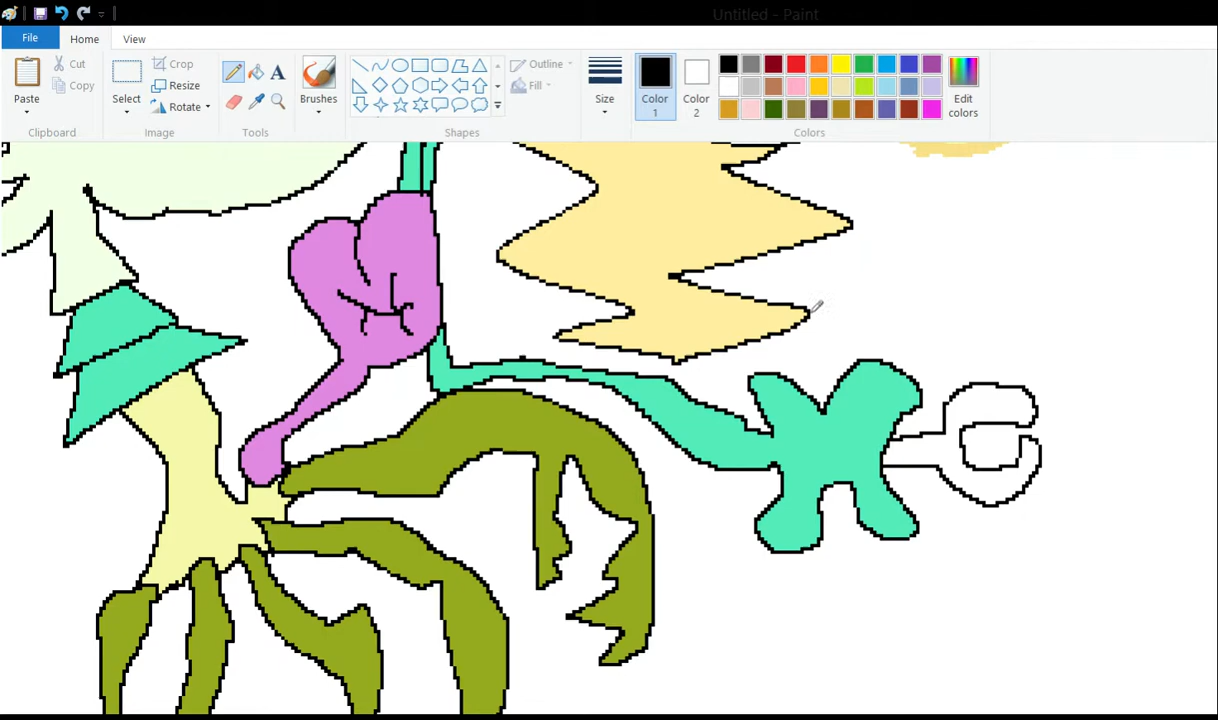 Untitled - Paint
File Home View
Paste
Cut
Copy
Clipboard
Select
Crop
Resize
Rotate
Image
A
Tools
Brushes
Shapes
Outline
Fill
Size
Color 1
Color 2
Edit colors
Colors